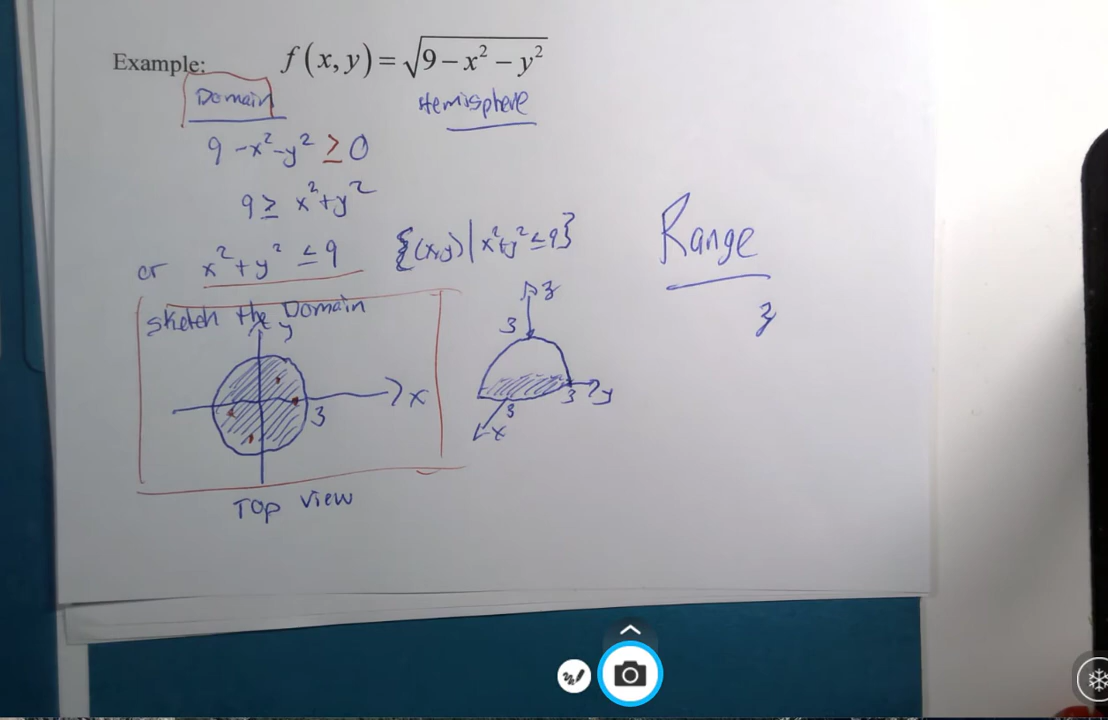 Example: f(x, y) = √9 − x² − y²
Domain
Hemisphere
9 - x² - y² ≥ 0
9 ≥ x² + y²
or x² + y² ≤ 9
{(x,y) | x² + y² ≤ 9}
Sketch the Domain
y
x
3
Top View
z
3
3
y
3
x
Range
z